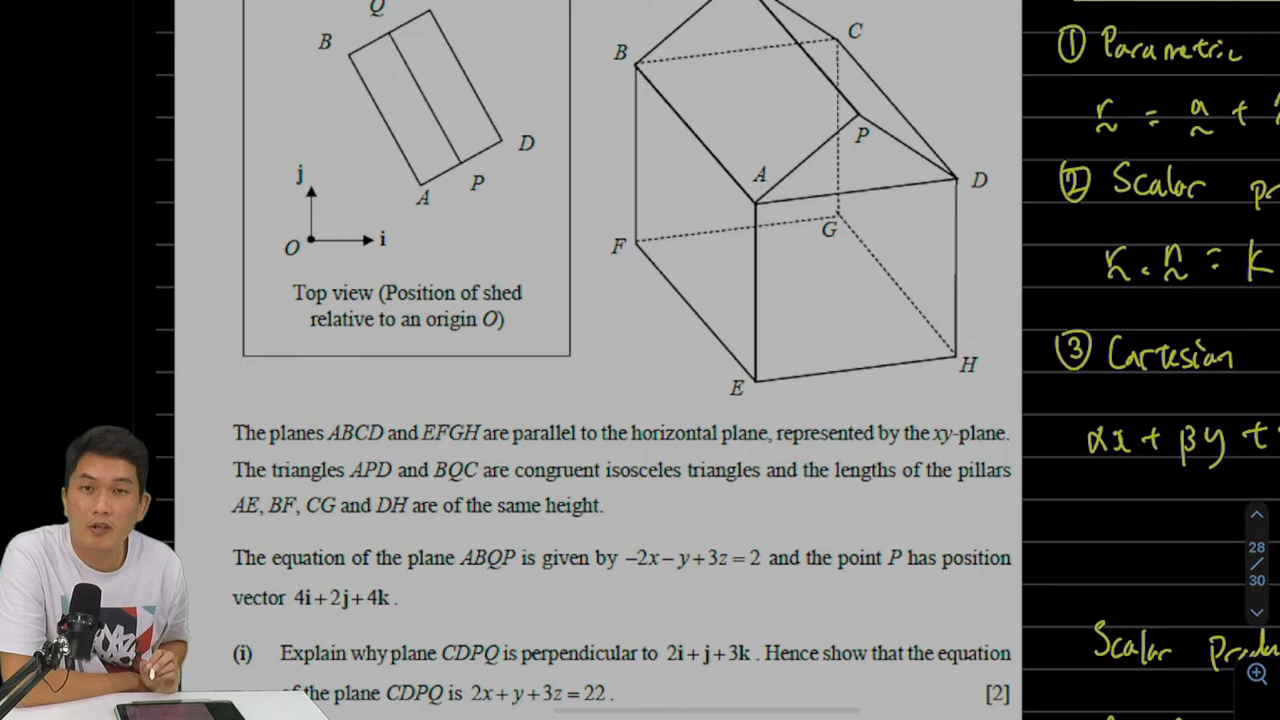 Q
B
D
P
A
j
O
i
Top view (Position of shed
relative to an origin O)
B
C
P
A
D
F
G
E
H
The planes ABCD and EFGH are parallel to the horizontal plane, represented by the xy-plane.
The triangles APD and BQC are congruent isosceles triangles and the lengths of the pillars
AE, BF, CG and DH are of the same height.
The equation of the plane ABQP is given by −2x−y+3z=2 and the point P has position
vector 4i+2j+4k.
(i) Explain why plane CDPQ is perpendicular to 2i+j+3k. Hence show that the equation
the plane CDPQ is 2x+y+3z=22. [2]
① Parametric
r = a +
② Scalar
r . n = k
③ Cartesian
αx + βy +
Scalar
28
/
30